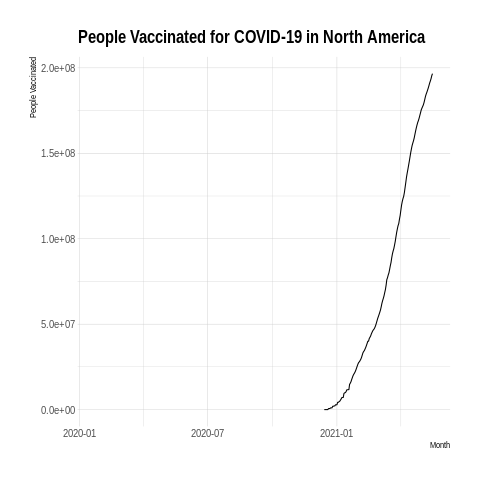 People Vaccinated for COVID-19 in North America
People Vaccinated
2.0e+08
1.5e+08
1.0e+08
5.0e+07
0.0e+00
2020-01 2020-07 2021-01
Month